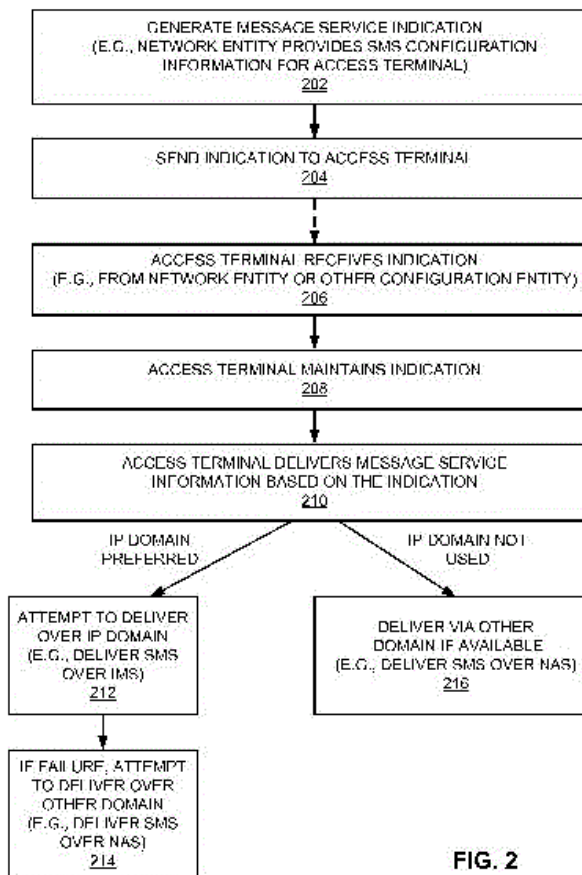 GENERATE MESSAGE SERVICE INDICATION
(E.G., NETWORK ENTITY PROVIDES SMS CONFIGURATION
INFORMATION FOR ACCESS TERMINAL)
202
SEND INDICATION TO ACCESS TERMINAL
204
ACCESS TERMINAL RECEIVES INDICATION
(E.G., FROM NETWORK ENTITY OR OTHER CONFIGURATION ENTITY)
206
ACCESS TERMINAL MAINTAINS INDICATION
208
ACCESS TERMINAL DELIVERS MESSAGE SERVICE
INFORMATION BASED ON THE INDICATION
210
IP DOMAIN
PREFERRED
IP DOMAIN NOT
USED
ATTEMPT TO DELIVER
OVER IP DOMAIN
(E.G., DELIVER SMS
OVER IMS)
212
DELIVER VIA OTHER
DOMAIN IF AVAILABLE
(E.G., DELIVER SMS OVER NAS)
216
IF FAILURE, ATTEMPT
TO DELIVER OVER
OTHER DOMAIN
(E.G., DELIVER SMS
OVER NAS)
214
FIG. 2